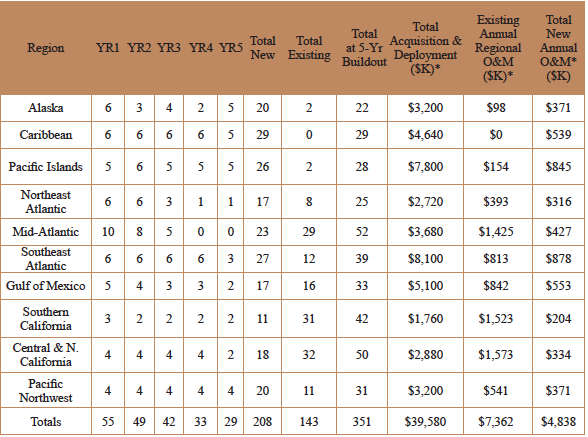 Region YR1 YR2 YR3 YR4 YR5 Total New Total Existing Total at 5-Yr Buildout Total Acquisition & Deployment ($K)* Existing Annual Regional O&M ($K)* Total New Annual O&M* ($K)
Alaska 6 3 4 2 5 20 2 22 $3,200 $98 $371
Caribbean 6 6 6 6 5 29 0 29 $4,640 $0 $539
Pacific Islands 5 6 5 5 5 26 2 28 $7,800 $154 $845
Northeast Atlantic 6 6 3 1 1 17 8 25 $2,720 $393 $316
Mid-Atlantic 10 8 5 0 0 23 29 52 $3,680 $1,425 $427
Southeast Atlantic 6 6 6 6 3 27 12 39 $8,100 $813 $878
Gulf of Mexico 5 4 3 3 2 17 16 33 $5,100 $842 $553
Southern California 3 2 2 2 2 11 31 42 $1,760 $1,523 $204
Central & N. California 4 4 4 4 2 18 32 50 $2,880 $1,573 $334
Pacific Northwest 4 4 4 4 4 20 11 31 $3,200 $541 $371
Totals 55 49 42 33 29 208 143 351 $39,580 $7,362 $4,838